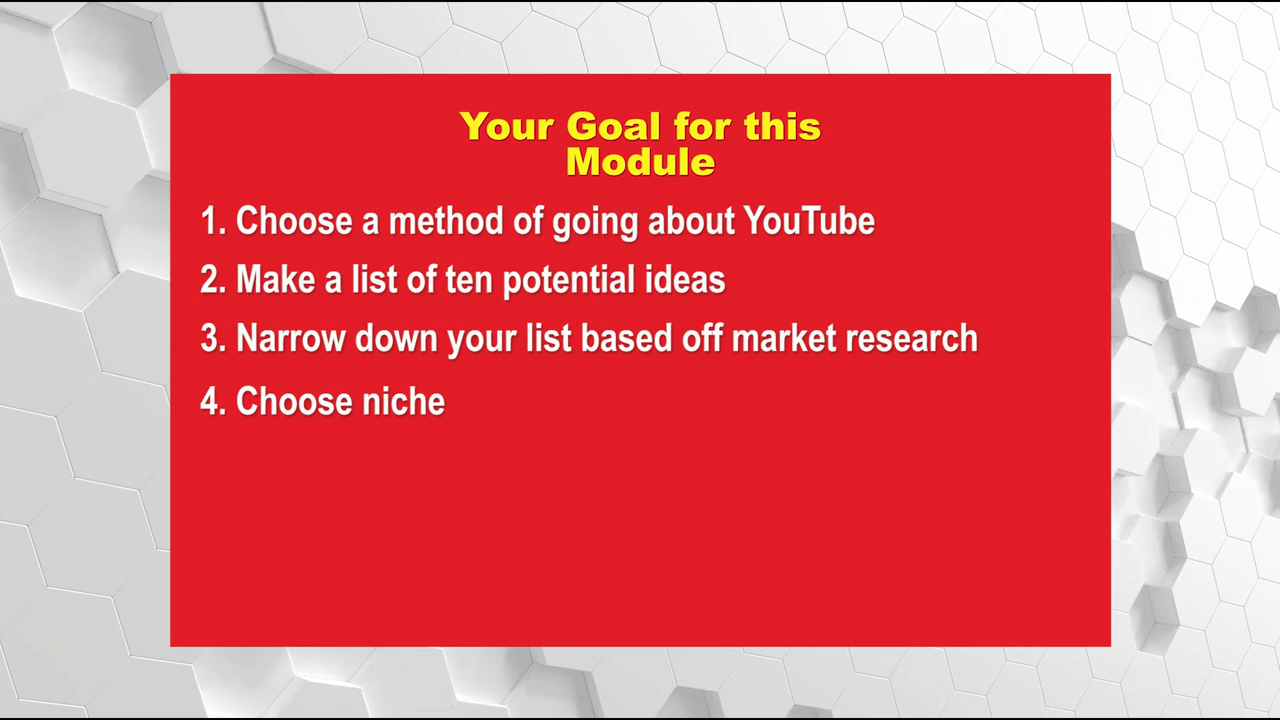 Your Goal for this
Module
1. Choose a method of going about YouTube
2. Make a list of ten potential ideas
3. Narrow down your list based off market research
4. Choose niche